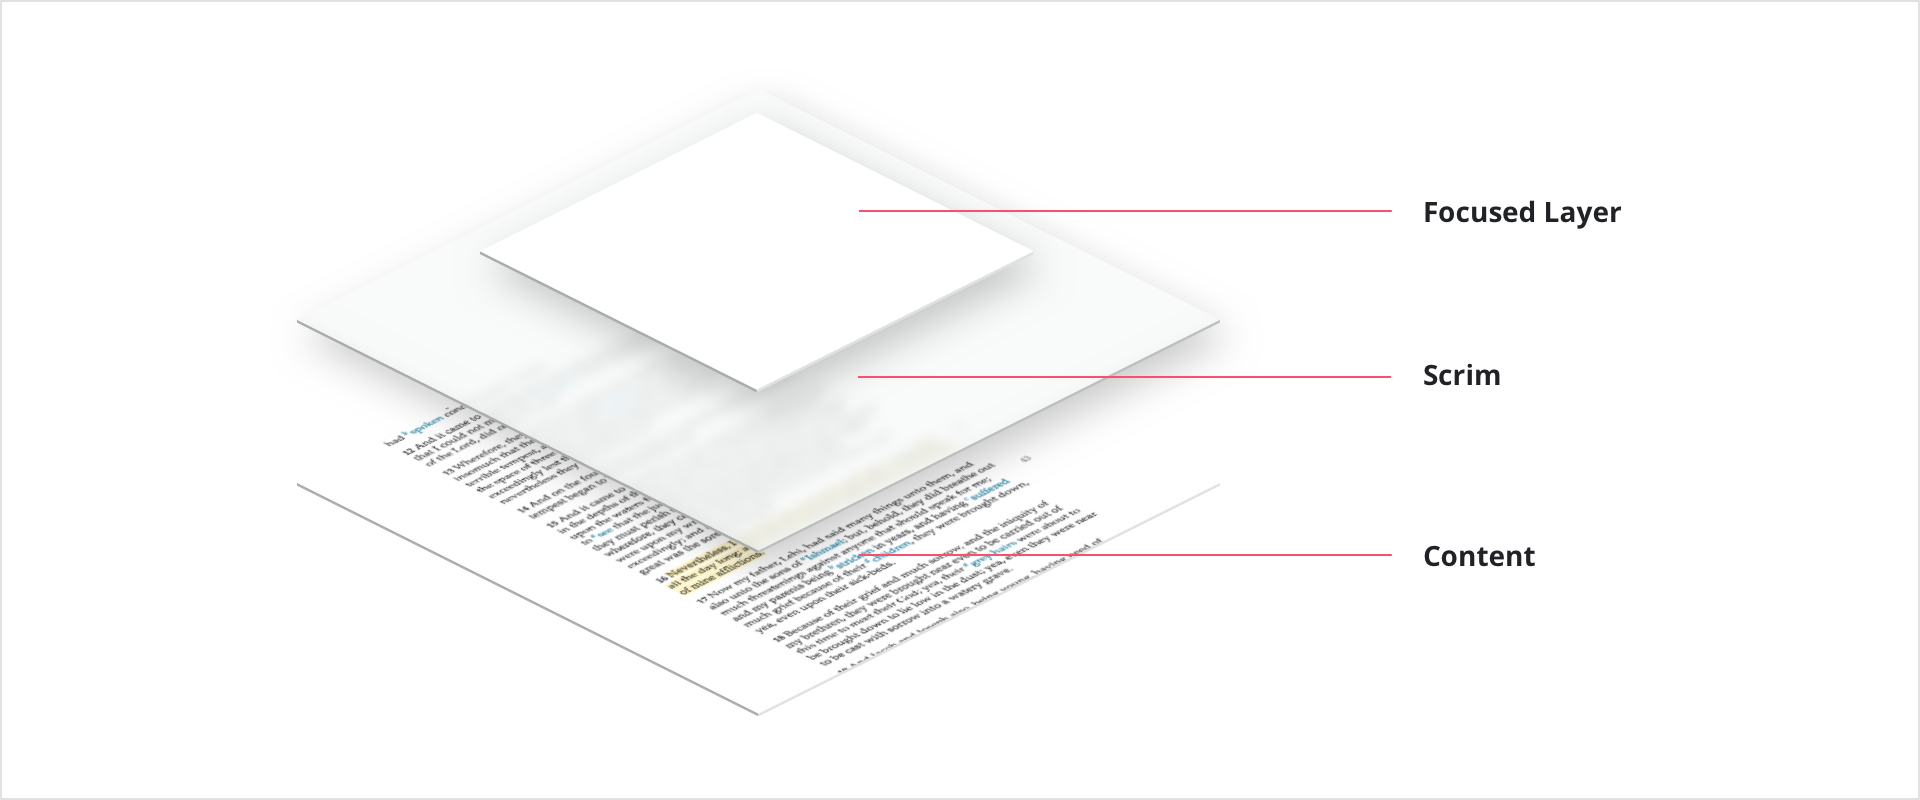 Focused Layer
Scrim
Content
had b spoken conc
12 And it came to
that I could not m
of the Lord, did c
13 Wherefore, they
insomuch that the
terrible tempest, a
the space of three
exceedingly lest th
nevertheless they
14 And on the fou
tempest began to
15 And it came to
in the depths of th
upon the waters
to a see that the ju
they must perish
wherefore, they c
were upon my wr
exceedingly; and
great was the sore
16 Nevertheless, I
all the day long; a
of mine afflictions.
63
17 Now my father, Lehi, had said many things unto them, and
also unto the sons of a Ishmael; but, behold, they did breathe out
much threatenings against anyone that should speak for me;
and my parents being b stricken in years, and having c suffered
much grief because of their d children, they were brought down,
yea, even upon their sick-beds.
18 Because of their grief and much sorrow, and the iniquity of
my brethren, they were brought near even to be carried out of
this time to meet their God; yea, their a grey hairs were about to
be brought down to lie low in the dust; yea, even they were near
to be cast with sorrow into a watery grave.
And Jacob and Joseph also, being young, having need of